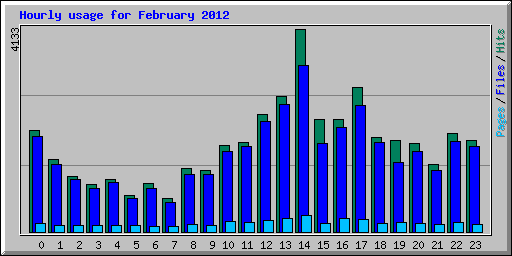 Hourly usage for February 2012
4133
Pages / Files / Hits
0 1 2 3 4 5 6 7 8 9 10 11 12 13 14 15 16 17 18 19 20 21 22 23